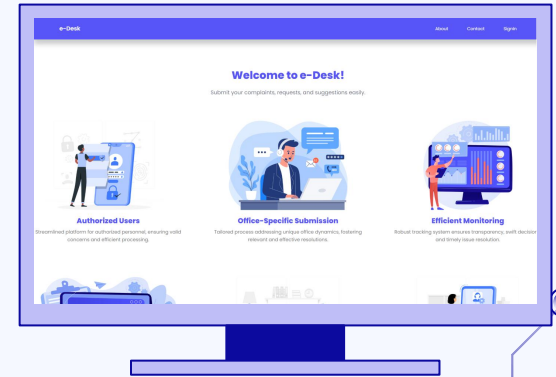 e-Desk
About Contact Signin
Welcome to e-Desk!
Submit your complaints, requests, and suggestions easily.
Authorized Users
Streamlined platform for authorized personnel, ensuring valid
concerns and efficient processing.
Office-Specific Submission
Tailored process addressing unique office dynamics, fostering
relevant and effective resolutions.
Efficient Monitoring
Robust tracking system ensures transparency, swift decision
and timely issue resolution.